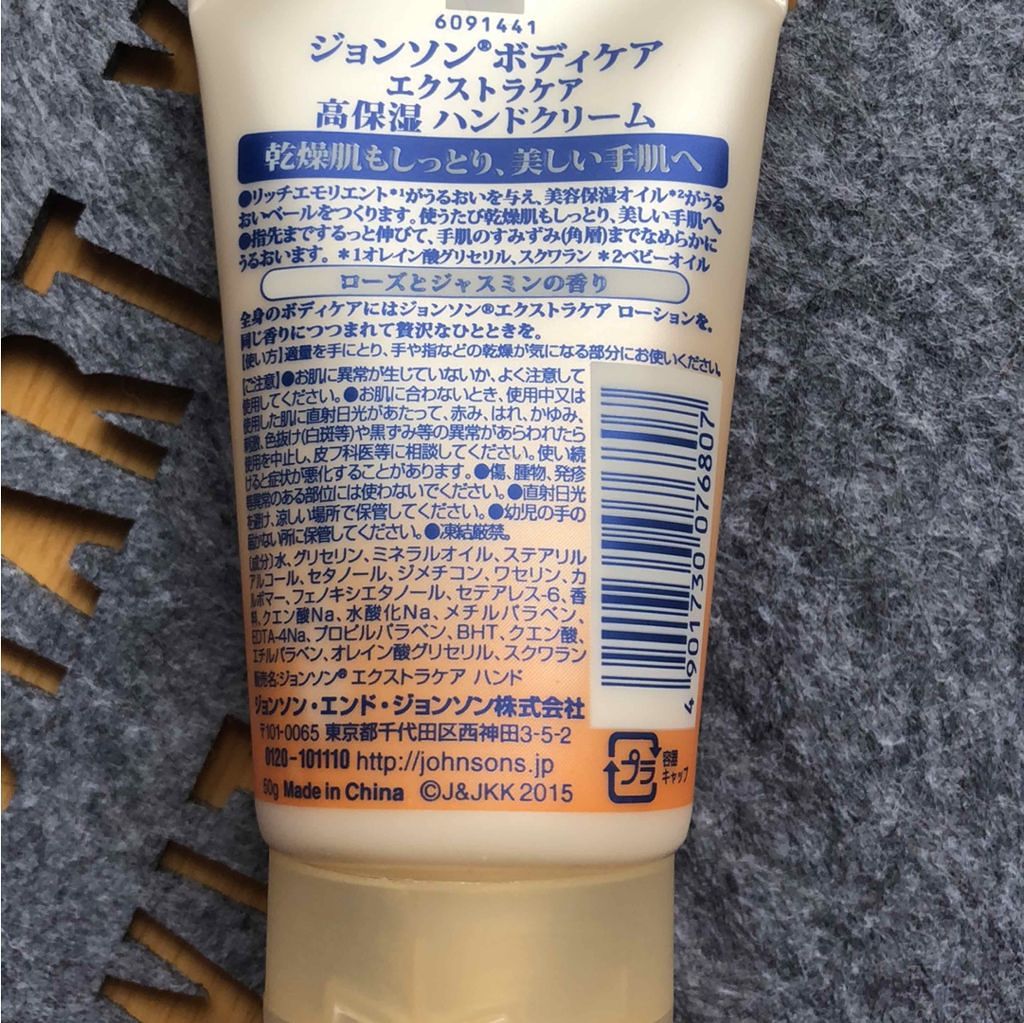 6091441
ジョンソン®ボディケア
エクストラケア
高保湿 ハンドクリーム
乾燥肌もしっとり、美しい手肌へ
●リッチエモリエント*1がうるおいを与え、美容保湿オイル*2がうる
おいベールをつくります。使うたび乾燥肌もしっとり、美しい手肌へ
●指先までするっと伸びて、手肌のすみずみ(角層)までなめらかに
うるおいます。 *1オレイン酸グリセリル、スクワラン *2ベビーオイル
ローズとジャスミンの香り
全身のボディケアにはジョンソン®エクストラケア ローションを。
同じ香りにつつまれて贅沢なひとときを。
【使い方】適量を手にとり、手や指などの乾燥が気になる部分にお使いください。
【ご注意】●お肌に異常が生じていないか、よく注意して
使用してください。●お肌に合わないとき、使用中又は
使用した肌に直射日光があたって、赤み、はれ、かゆみ、
刺激、色抜け(白斑等)や黒ずみ等の異常があらわれたら
使用を中止し、皮フ科医等に相談してください。使い続
けると症状が悪化することがあります。●傷、腫物、発疹
等異常のある部位には使わないでください。●直射日光
を避け、涼しい場所で保管してください。●幼児の手の
届かない所に保管してください。●凍結厳禁。
〔成分〕水、グリセリン、ミネラルオイル、ステアリル
アルコール、セタノール、ジメチコン、ワセリン、カ
ルボマー、フェノキシエタノール、セテアレス-6、香
料、クエン酸Na、水酸化Na、メチルパラベン、
EDTA-4Na、プロピルパラベン、BHT、クエン酸、
エチルパラベン、オレイン酸グリセリル、スクワラン
販売名:ジョンソン® エクストラケア ハンド
ジョンソン・エンド・ジョンソン株式会社
〒101-0065 東京都千代田区西神田3-5-2
0120-101110 http://johnsons.jp
50g Made in China ©J&JKK 2015
4 901730 076807
プラ
容器
キャップ